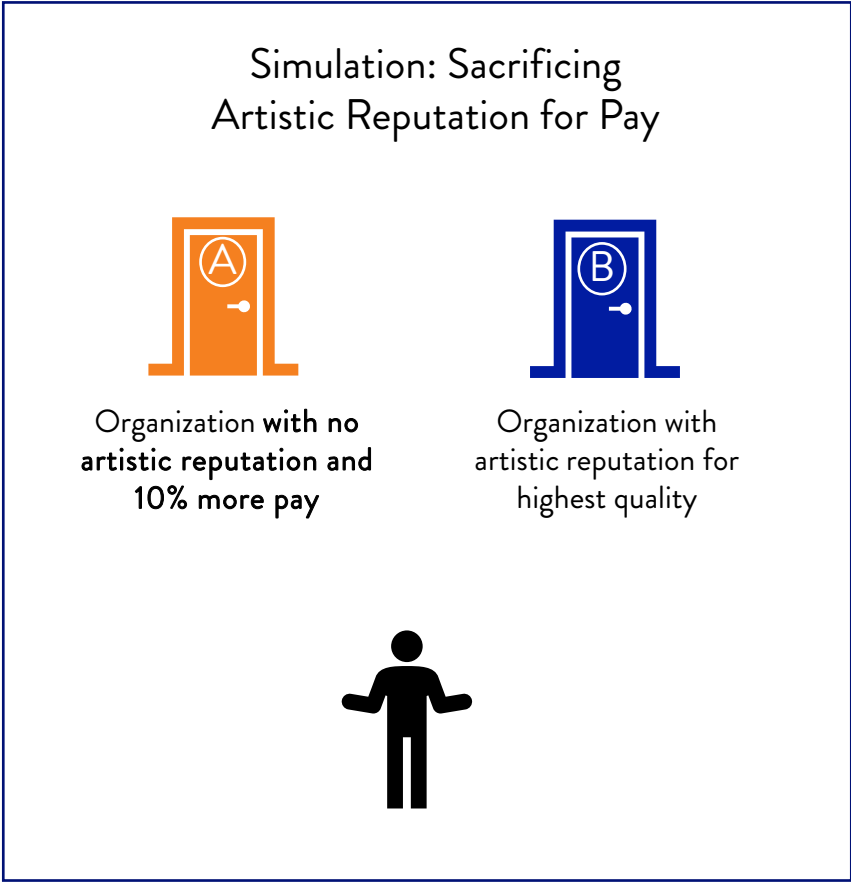 Simulation: Sacrificing
Artistic Reputation for Pay
A
B
Organization with no
artistic reputation and
10% more pay
Organization with
artistic reputation for
highest quality